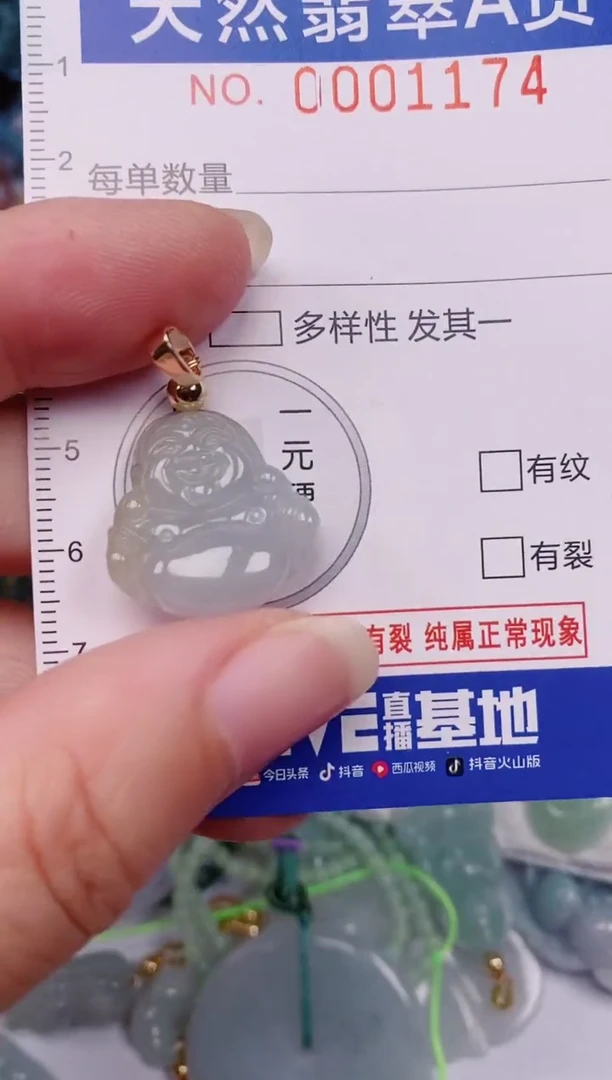 天然翡翠A货
NO. 0001174
1
2
每单数量
多样性 发其一
一
元
5
有纹
6
有裂
7
有裂 纯属正常现象
VE直播基地
今日头条 抖音 西瓜视频 抖音火山版